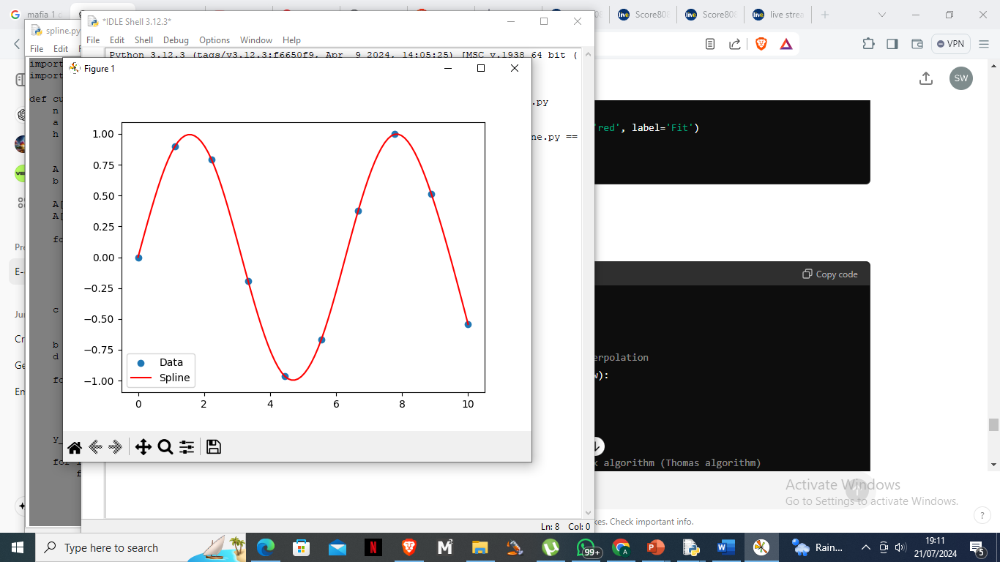 mafia 1 c
Score808
Score808
live strea
VPN
SW
spline.py
File Edit
import
import
def cu
n
a
h
A
b
A[
A[
fo
c
b
d
fo
y_
for i
f
*IDLE Shell 3.12.3*
File Edit Shell Debug Options Window Help
Python 3.12.3 (tags/v3.12.3:f6650f9, Apr 9 2024, 14:05:25) [MSC v.1938 64 bit (
.py
ne.py ==
Ln: 8 Col: 0
Figure 1
1.00
0.75
0.50
0.25
0.00
−0.25
−0.50
−0.75
−1.00
0 2 4 6 8 10
Data
Spline
'red', label='Fit')
Copy code
erpolation
w):
x algorithm (Thomas algorithm)
kes. Check important info.
Activate Windows
Go to Settings to activate Windows.
?
Pr
E-
Ju
Cr
Ge
Em
Type here to search
N
M
99+
P
W
Rain...
19:11
21/07/2024
5